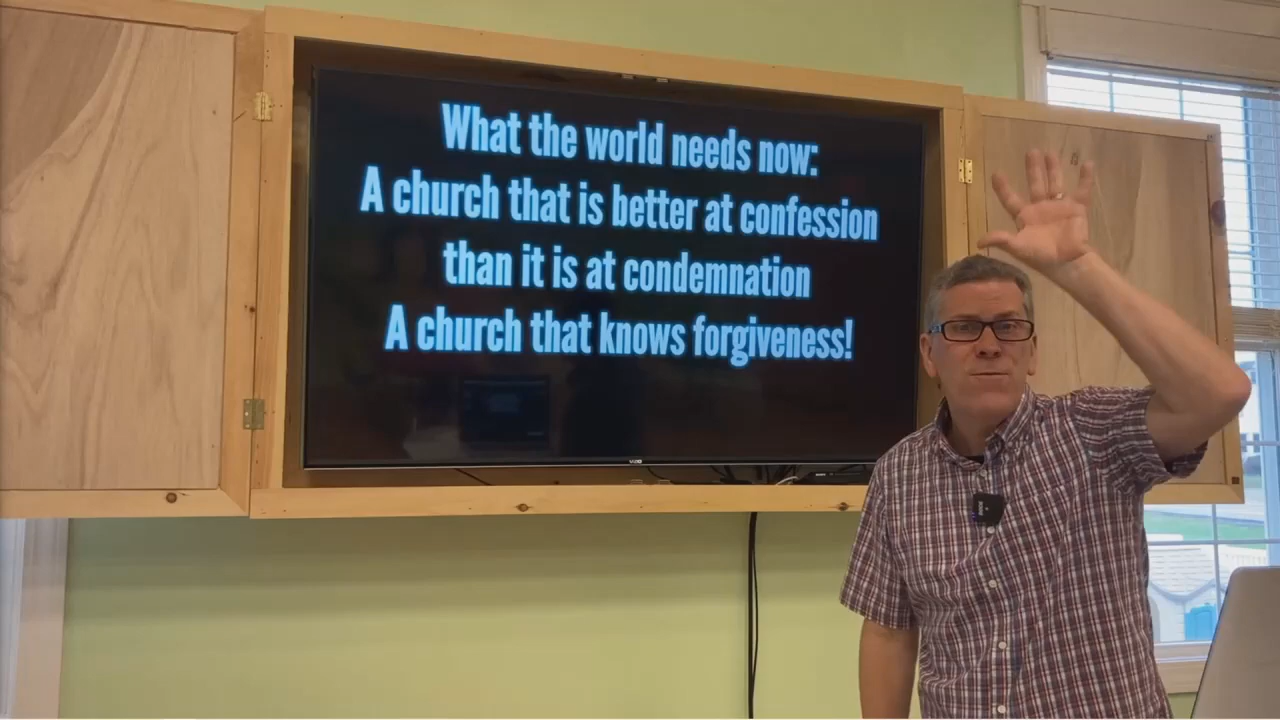 What the world needs now:
A church that is better at confession
than it is at condemnation
A church that knows forgiveness!
VIZIO